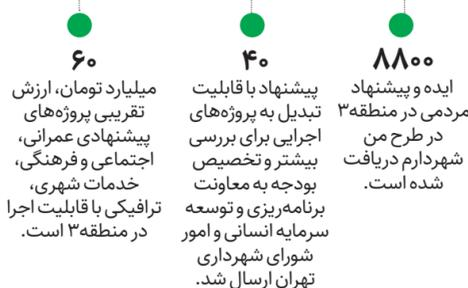 ۸۸۰۰
ایده و پیشنهاد
مردمی در منطقه۳
در طرح من
شهردارم دریافت
شده است.
۴۰
پیشنهاد با قابلیت
تبدیل به پروژه‌های
اجرایی برای بررسی
بیشتر و تخصیص
بودجه به معاونت
برنامه‌ریزی و توسعه
سرمایه انسانی و امور
شورای شهرداری
تهران ارسال شد.
۶۰
میلیارد تومان، ارزش
تقریبی پروژه‌های
پیشنهادی عمرانی،
اجتماعی و فرهنگی،
خدمات شهری،
ترافیکی با قابلیت اجرا
در منطقه۳ است.